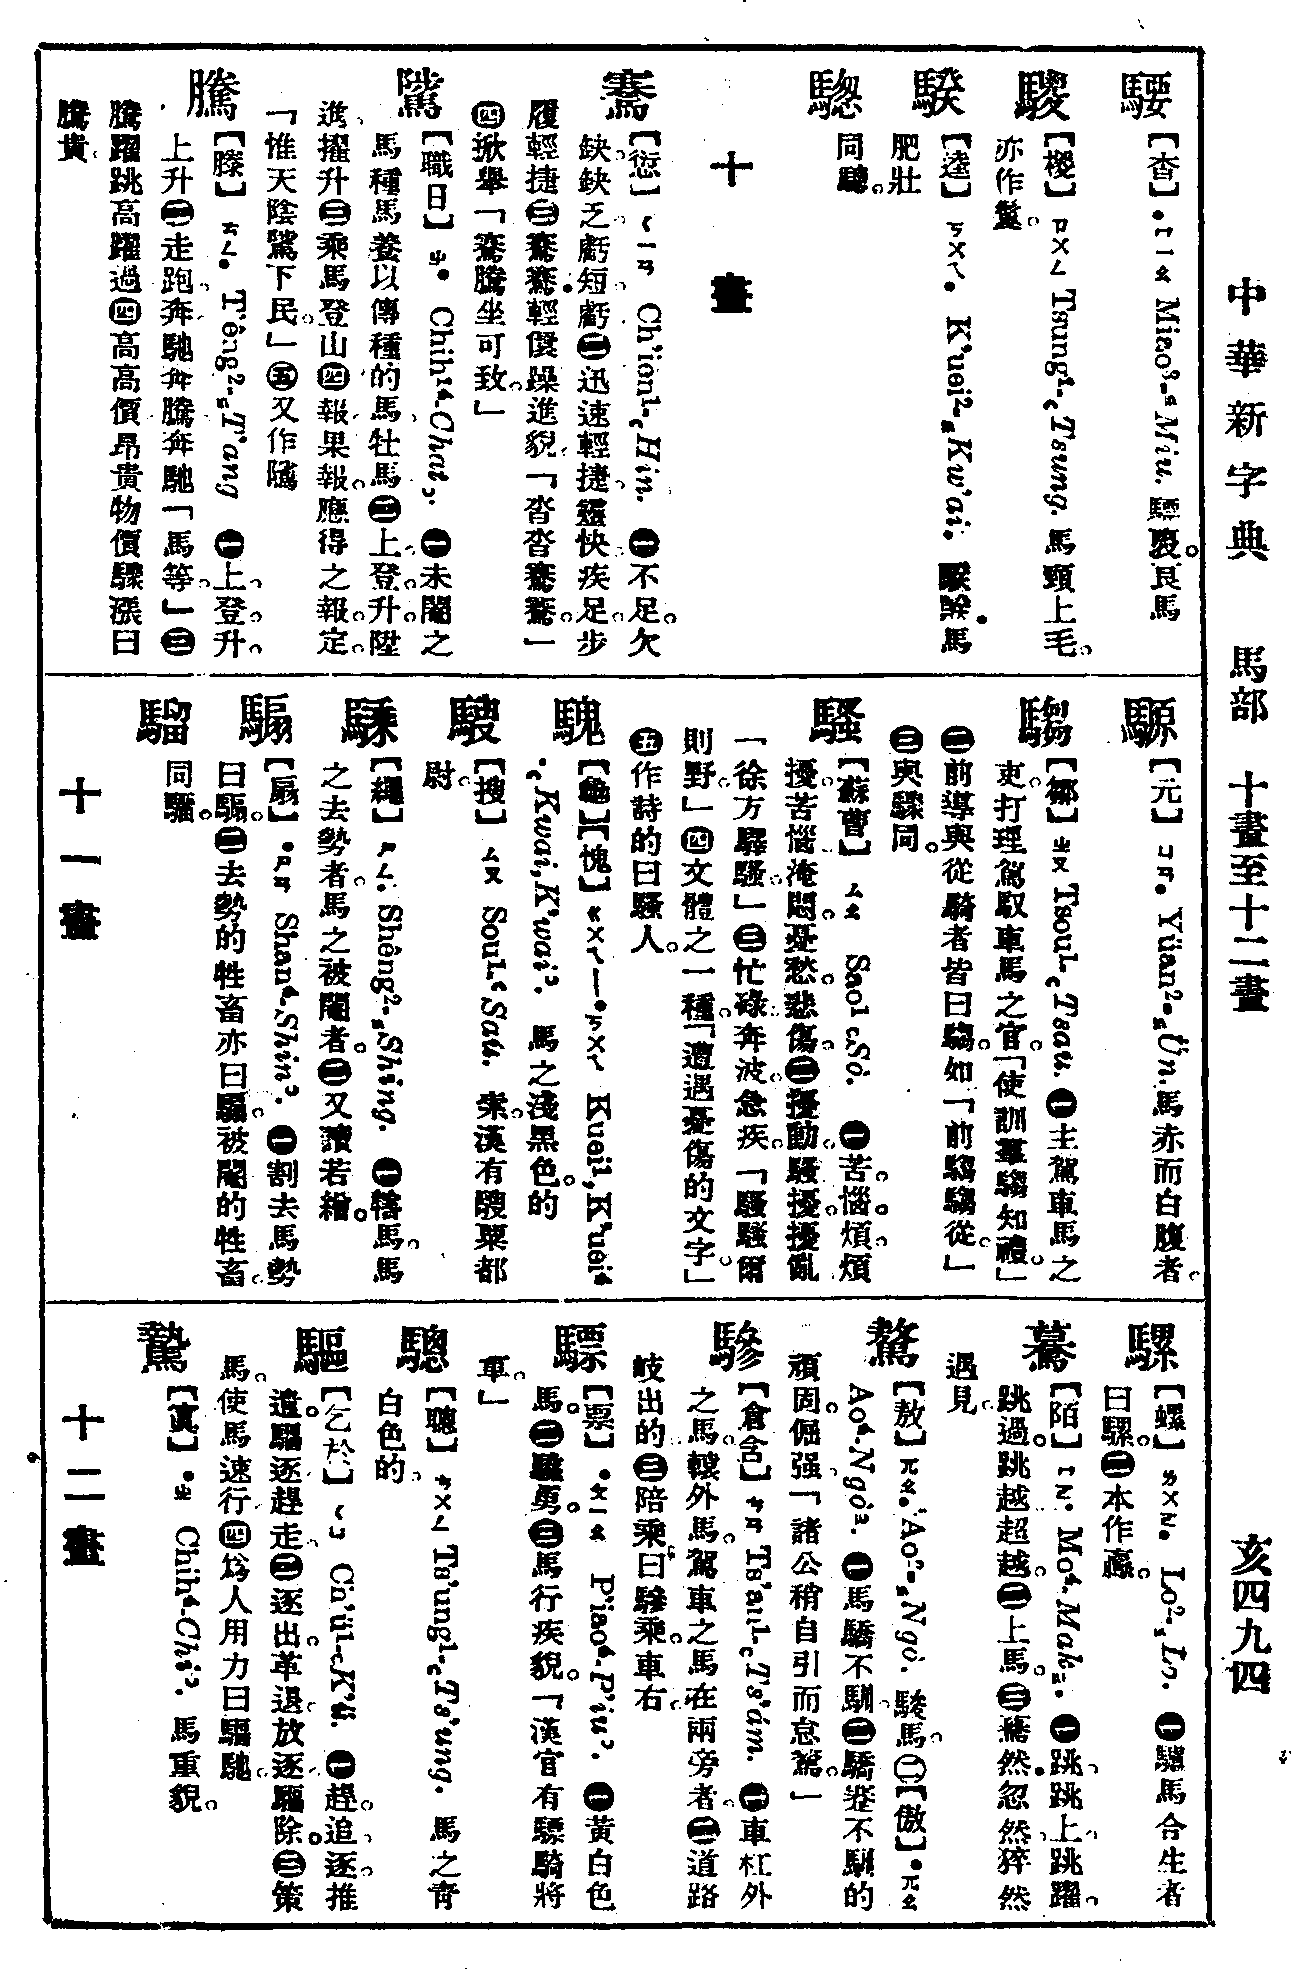 中華新字典 馬部 十畫至十二畫 亥四九四
騕
【杳】•ㄏㄧㄠ Miao³-⊆Miu. 騕褭良馬
騣
【椶】ㄗㄨㄥ Tsung¹-⊂Tsung. 馬頸上毛。
亦作鬉。
騤
【逵】ㄎㄨㄟ. K'uei²-⊆Kw'ai. 騤騤馬
肥壯
騘
同驄。
十畫
騫
【愆】ㄑㄧㄢ Ch'ien¹-⊂Hin. ㊀不足。欠
缺。缺乏。虧短。虧㊁迅速輕捷。靈快。疾足。步
履輕捷㊂騫騫輕儇躁進貌。「沓沓騫騫。」
㊃掀舉「騫騰坐可致。」
騭
【職日】ㄓ• Chih¹⁴-Chat⊃. ㊀未閹之
馬種馬養以傳種的馬。牡馬㊁上。登。升。陞
進。擢升㊂乘馬登山㊃報。果報。應得之報。定。
「惟天陰騭下民。」㊄又作隲
騰
【滕】ㄊㄥ. T'êng²-⊆T'ang ㊀上。登。升。
上升㊁走。跑。奔馳。奔騰奔馳「馬等。」㊂
騰躍跳高躍過㊃高。高價昂貴物價驟漲曰
騰貴。
騵
【元】ㄩㄢ. Yüan²-⊆Ün. 馬赤而白腹者。
騶
【鄒】ㄓㄡ Tsou¹-⊂Tsau. ㊀主駕車馬之
吏。打理駕馭車馬之官。「使訓羣騶知禮。」
㊁前導與從騎者皆曰騶。如「前騶騶從。」
㊂與驟同。
騷
【蘇曹】ㄙㄠ Sao¹ ⊂Sò. ㊀苦惱。煩。煩
擾。苦惱。淹悶。憂愁。悲傷。㊁擾動。騷擾。擾亂
「徐方驛騷。」㊂忙碌。奔波。急疾。「騷騷爾
則野。」㊃文體之一種。「遭遇憂傷的文字。」
㊄作詩的曰騷人。
騩
【龜】【愧】ㄍㄨㄟ—•ㄎㄨㄟ Kuei¹, K'uei⁴
-⊂Kwai, K'wai⊃. 馬之淺黑色。的
騪
【搜】ㄙㄡ Sou¹-⊂Sau. 索。漢有騪粟都
尉。
騬
【繩】ㄕㄥ. Shêng²-⊆Shing. ㊀犗馬。馬
之去勢者。馬之被閹者。㊁又讀若繒。
騸
【扇】•ㄕㄢ Shan⁴-Shin⊃. ㊀割去馬勢
曰騸。㊁去勢的牲畜亦曰騸。被閹的牲畜。
騮
同驑。
十一畫
騾
【螺】ㄌㄨㄛ. Lo²-⊆Lo. ㊀驢馬合生者
曰騾。㊁本作驘。
驀
【陌】ㄇㄛ• Mo⁴-Mak⊇. ㊀跳。跳上。跳躍。
跳過。跳越。超越。㊁上馬。㊂驀然。忽然。猝然
遇見。
驁
【敖】ㄠ. Ao²-⊆Ngò. 駿馬。㊁【傲】•ㄠ
Ao⁴-Ngò⊇. ㊀馬驕不馴㊁驕蹇不馴的
頑固。倔强。「諸公稍自引而怠驁。」
驂
【倉含】ㄘㄢ Ts'an¹-⊂Ts'ám. ㊀車杠外
之馬。轅外馬。駕車之馬在兩旁者。㊁道路
岐出的㊂陪乘曰驂乘。車右
驃
【票】•ㄆㄧㄠ P'iao⁴-P'iu⊃. ㊀黃白色
馬。㊁驍勇。㊂馬行疾貌。「漢官有驃騎將
軍。」
驄
【聰】ㄘㄨㄥ Ts'ung¹-⊂Ts'ung. 馬之青
白色的。
驅
【乞於】ㄑㄩ Ch'ü¹-⊂K'ü. ㊀趕。追。逐。推
遣。驅逐。趕走㊁逐出。革退。放逐。驅除。㊂策
馬。使馬速行。㊃爲人用力曰驅馳。
騺
【真】•ㄓ Chih⁴-Chi⊃. 馬重貌。
十二畫